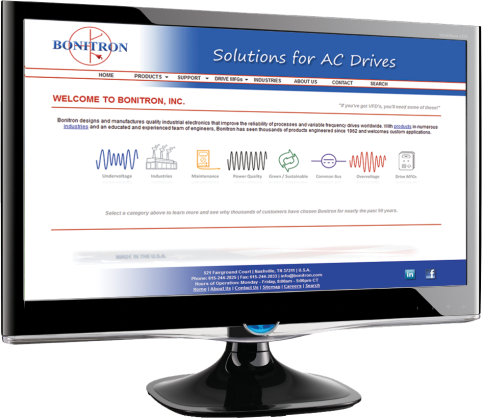 BONITRON
Solutions for AC Drives
HOME PRODUCTS SUPPORT DRIVE MFGs INDUSTRIES ABOUT US CONTACT SEARCH
WELCOME TO BONITRON, INC.
"If you've got VFD's, you'll need some of these!"
Bonitron designs and manufactures quality industrial electronics that improve the reliability of processes and variable frequency drives worldwide. With products in numerous
industries and an educated and experienced team of engineers, Bonitron has seen thousands of products engineered since 1962 and welcomes custom applications.
Undervoltage Industries Maintenance Power Quality Green / Sustainable Common Bus Overvoltage Drive MFGs
Select a category above to learn more and see why thousands of customers have chosen Bonitron for nearly the past 50 years.
MADE IN THE U.S.A.
521 Fairground Court | Nashville, TN 37211 | U.S.A.
Phone: 615-244-2825 | Fax: 615-244-2833 | info@bonitron.com
Hours of Operation: Monday - Friday, 8:00am - 5:00pm CT
Home | About Us | Contact Us | Sitemap | Careers | Search
in f